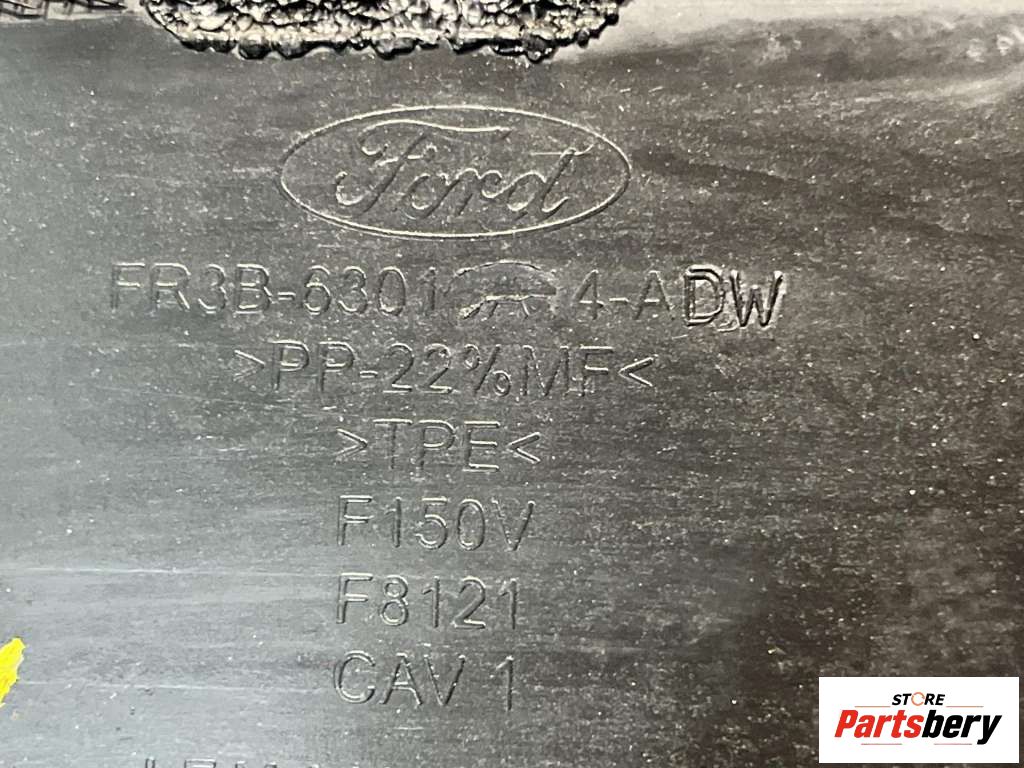 Ford
FR3B-6301 4-ADW
>PP-22%MF<
>TPE<
F150V
F8121
CAV 1
STORE
Partsbery